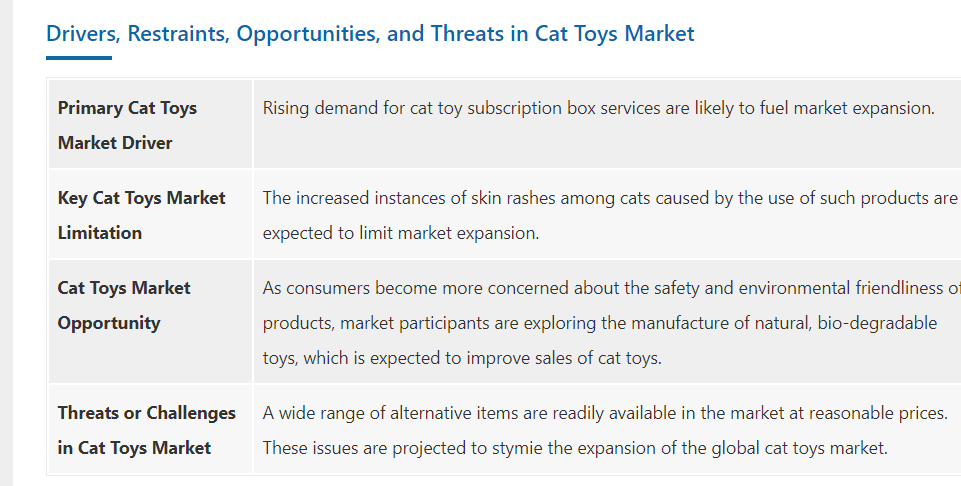 Drivers, Restraints, Opportunities, and Threats in Cat Toys Market
Primary Cat Toys
Market Driver
Rising demand for cat toy subscription box services are likely to fuel market expansion.
Key Cat Toys Market
Limitation
The increased instances of skin rashes among cats caused by the use of such products are
expected to limit market expansion.
Cat Toys Market
Opportunity
As consumers become more concerned about the safety and environmental friendliness of
products, market participants are exploring the manufacture of natural, bio-degradable
toys, which is expected to improve sales of cat toys.
Threats or Challenges
in Cat Toys Market
A wide range of alternative items are readily available in the market at reasonable prices.
These issues are projected to stymie the expansion of the global cat toys market.